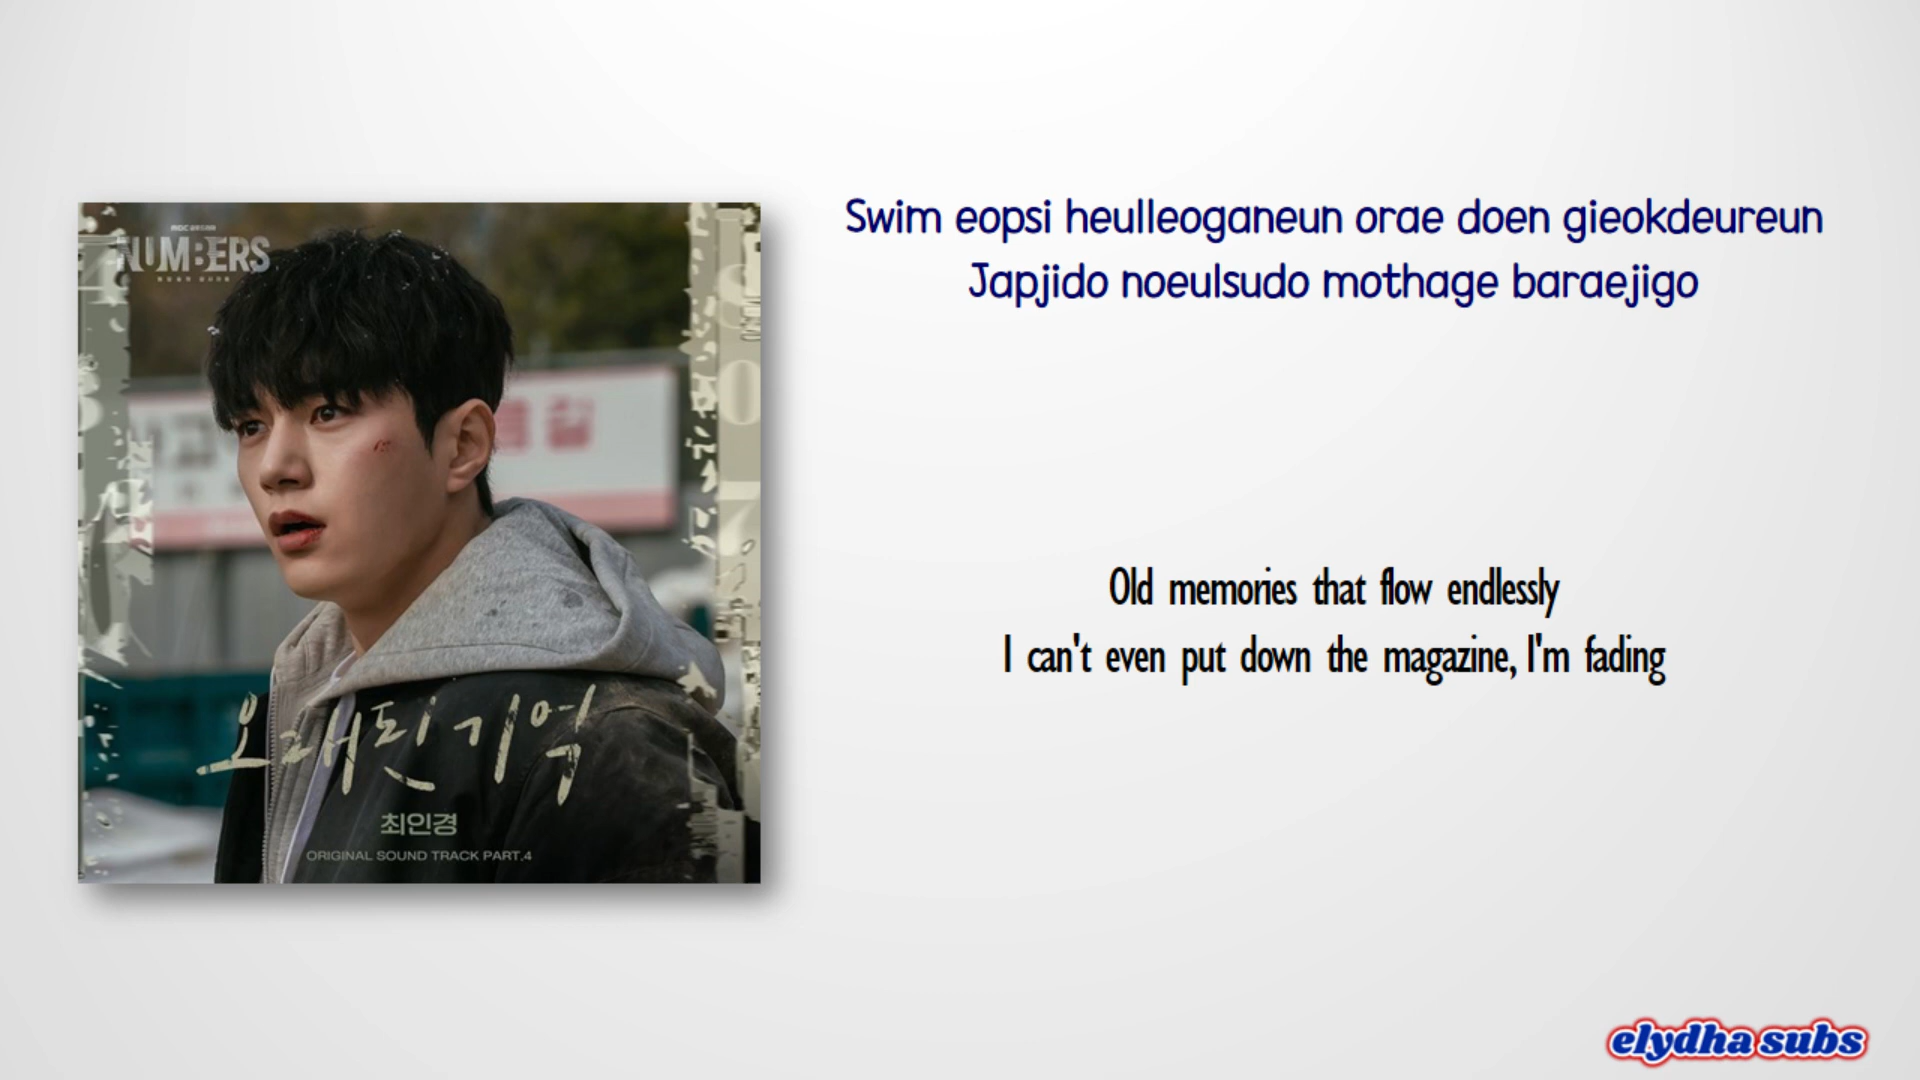 NUMBERS
오래된 기억
최인경
ORIGINAL SOUND TRACK PART.4
Swim eopsi heulleoganeun orae doen gieokdeureun
Japjido noeulsudo mothage baraejigo
Old memories that flow endlessly
I can't even put down the magazine, I'm fading
elydha subs